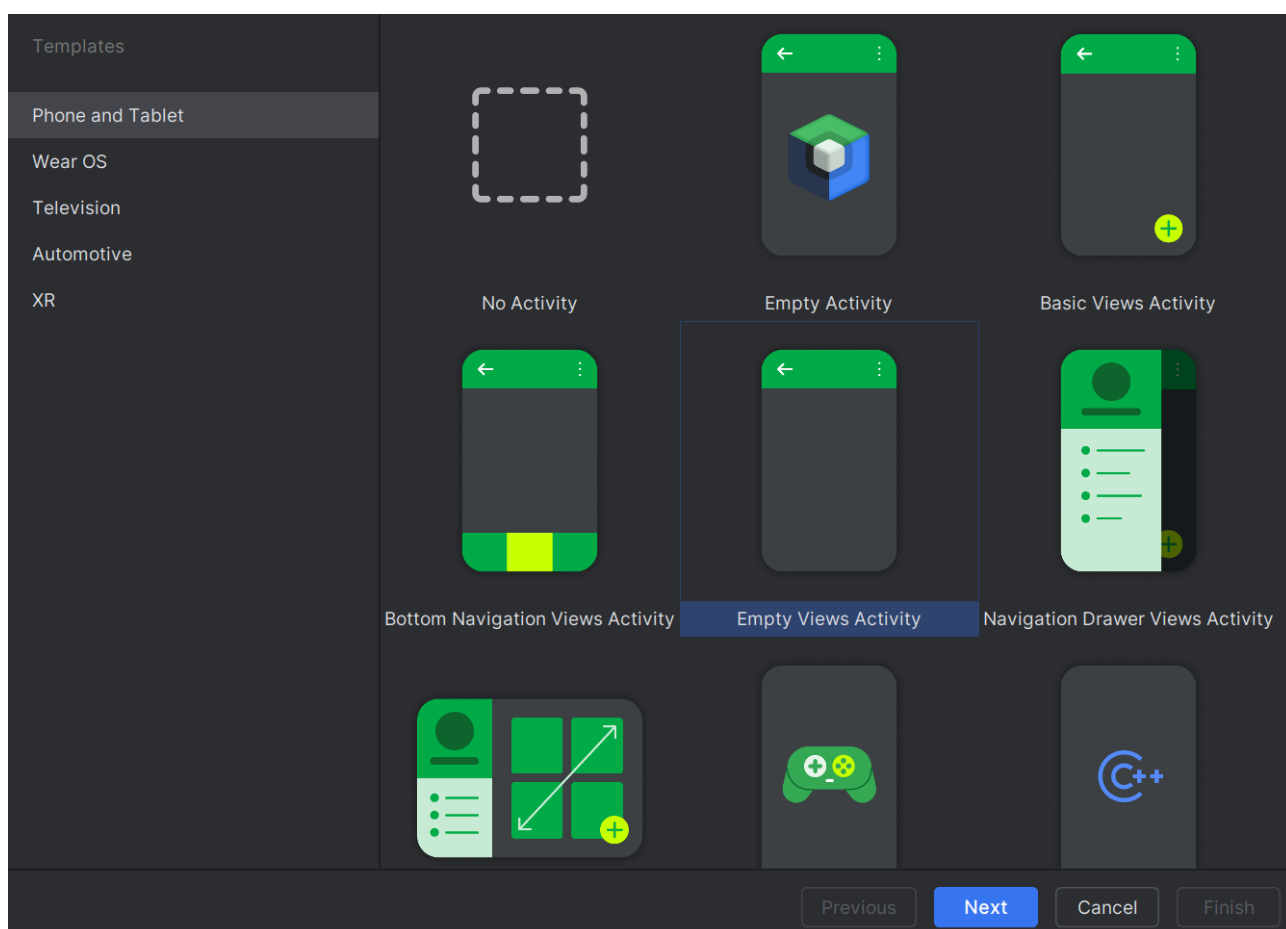 Templates
Phone and Tablet
Wear OS
Television
Automotive
XR
No Activity
Empty Activity
Basic Views Activity
Bottom Navigation Views Activity
Empty Views Activity
Navigation Drawer Views Activity
C++
Previous
Next
Cancel
Finish